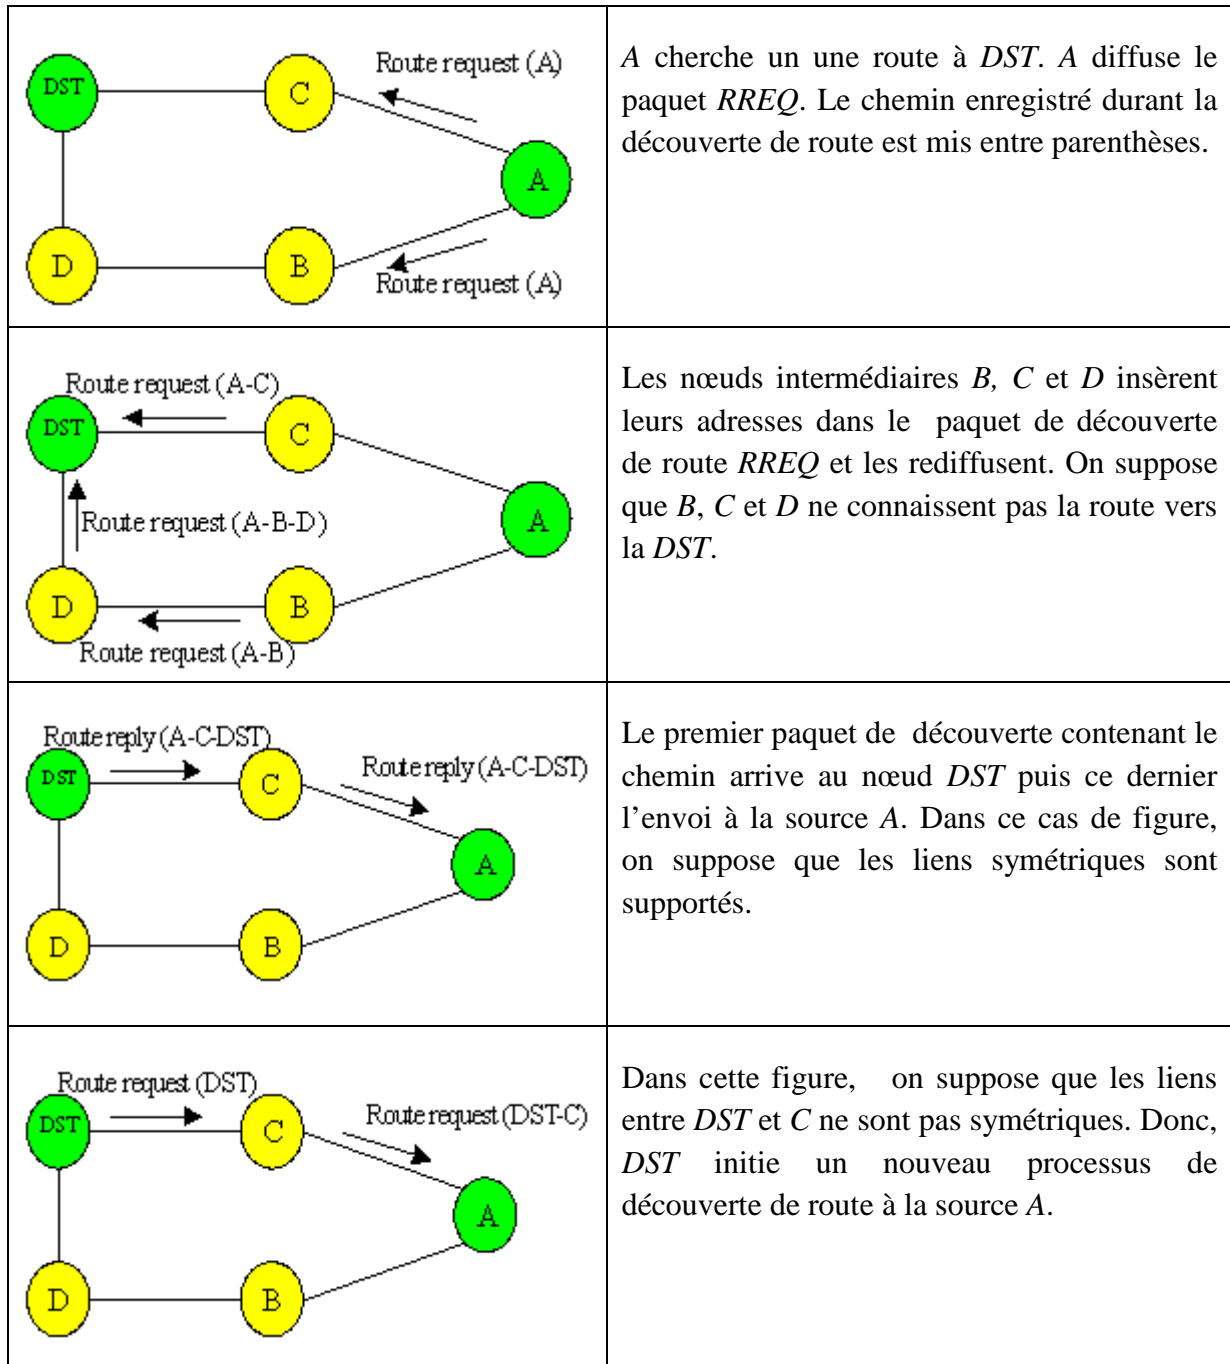 Route request (A)
DST
C
A
D
B
Route request (A)
A cherche un une route à DST. A diffuse le
paquet RREQ. Le chemin enregistré durant la
découverte de route est mis entre parenthèses.
Route request (A-C)
DST
C
A
Route request (A-B-D)
D
B
Route request (A-B)
Les nœuds intermédiaires B, C et D insèrent
leurs adresses dans le paquet de découverte
de route RREQ et les rediffusent. On suppose
que B, C et D ne connaissent pas la route vers
la DST.
Route reply (A-C-DST)
Route reply (A-C-DST)
DST
C
A
D
B
Le premier paquet de découverte contenant le
chemin arrive au nœud DST puis ce dernier
l'envoi à la source A. Dans ce cas de figure,
on suppose que les liens symétriques sont
supportés.
Route request (DST)
Route request (DST-C)
DST
C
A
D
B
Dans cette figure, on suppose que les liens
entre DST et C ne sont pas symétriques. Donc,
DST initie un nouveau processus de
découverte de route à la source A.